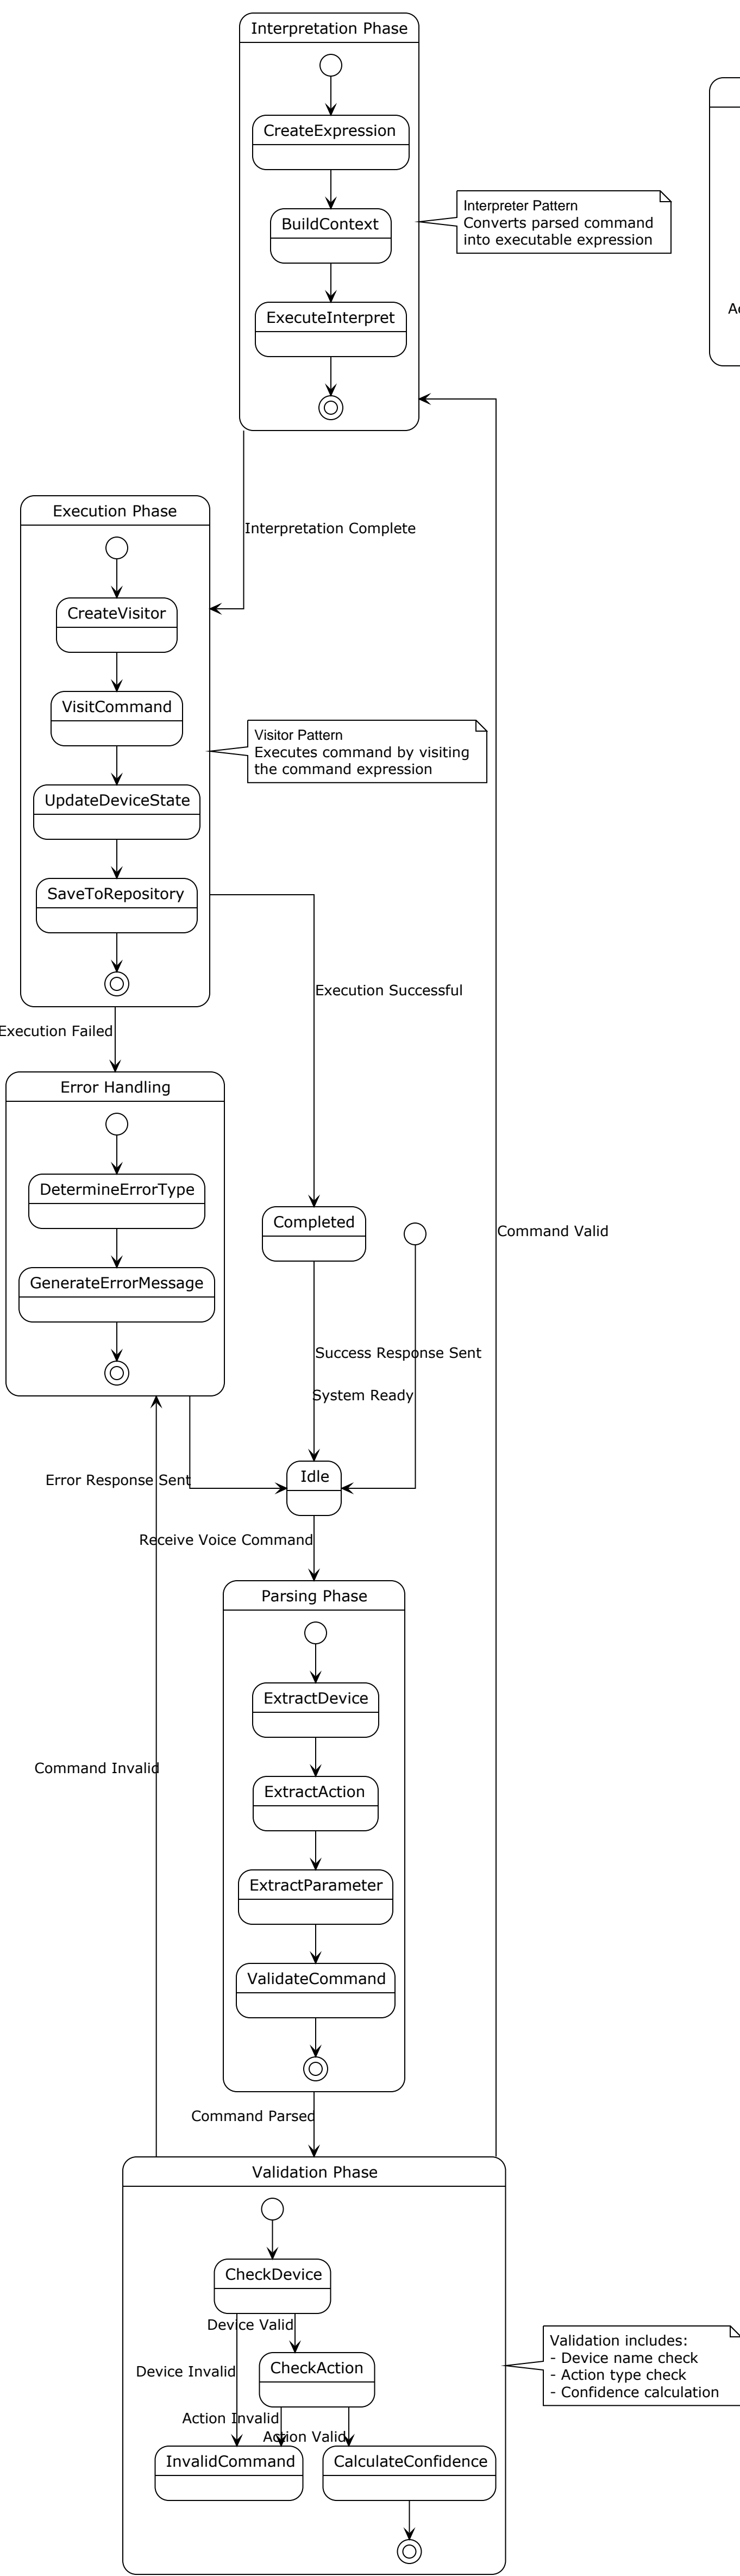 Interpretation Phase
CreateExpression
BuildContext
ExecuteInterpret
Interpreter Pattern
Converts parsed command
into executable expression
Interpretation Complete
Execution Phase
CreateVisitor
VisitCommand
UpdateDeviceState
SaveToRepository
Visitor Pattern
Executes command by visiting
the command expression
Execution Successful
Execution Failed
Error Handling
DetermineErrorType
GenerateErrorMessage
Completed
Command Valid
Success Response Sent
System Ready
Idle
Error Response Sent
Receive Voice Command
Parsing Phase
ExtractDevice
ExtractAction
ExtractParameter
ValidateCommand
Command Invalid
Command Parsed
Validation Phase
CheckDevice
Device Valid
Device Invalid
CheckAction
Action Invalid
Action Valid
InvalidCommand
CalculateConfidence
Validation includes:
- Device name check
- Action type check
- Confidence calculation